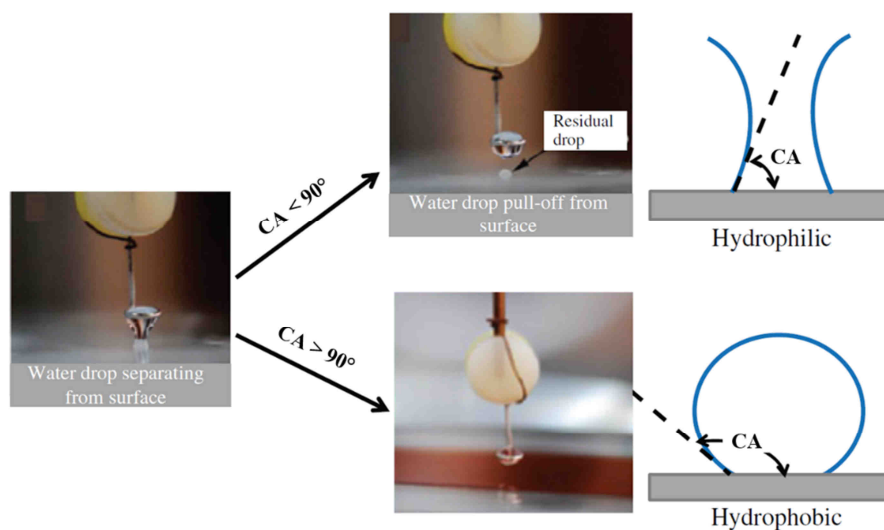 Water drop separating
from surface
CA < 90°
CA > 90°
Residual
drop
Water drop pull-off from
surface
CA
Hydrophilic
CA
Hydrophobic